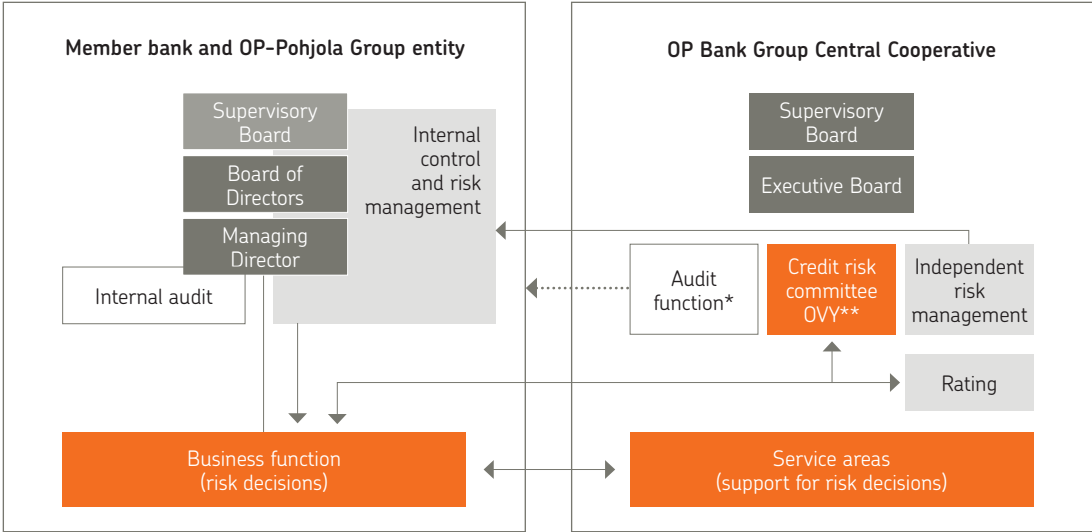 Member bank and OP-Pohjola Group entity
Supervisory
Board
Board of
Directors
Managing
Director
Internal
control
and risk
management
Internal audit
Business function
(risk decisions)
OP Bank Group Central Cooperative
Supervisory
Board
Executive Board
Audit
function*
Credit risk
committee
OVY**
Independent
risk
management
Rating
Service areas
(support for risk decisions)